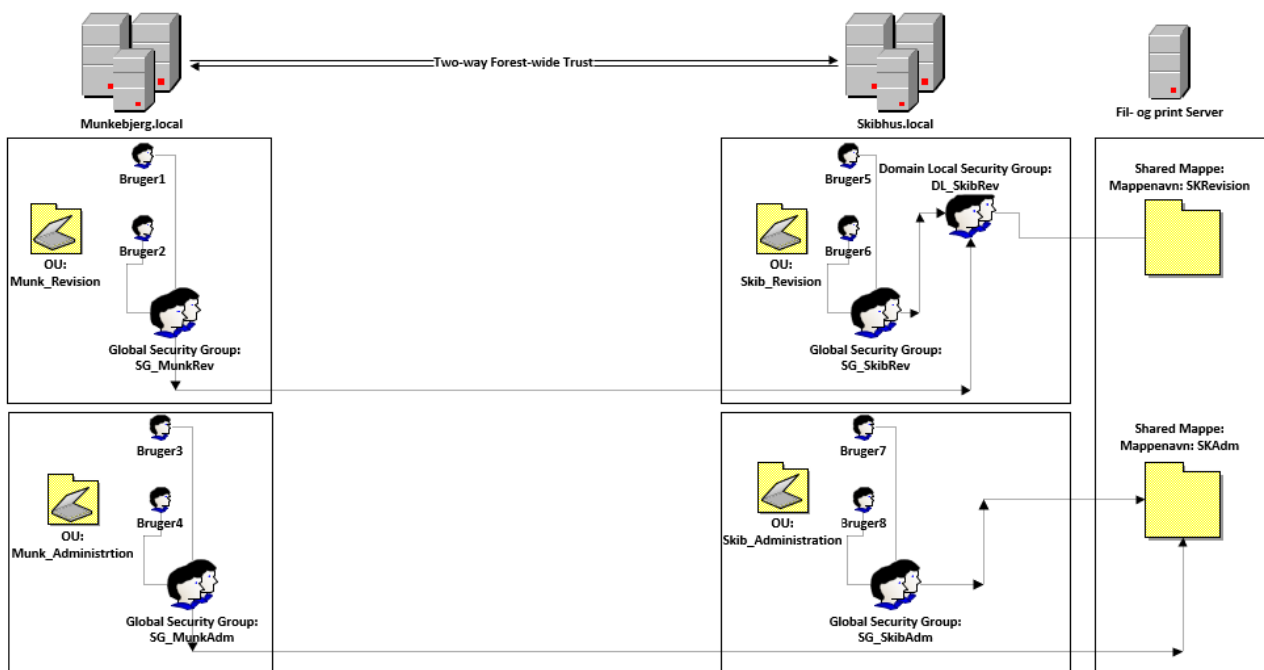 Two-way Forest-wide Trust
Munkebjerg.local
Skibhus.local
Fil- og print Server
Bruger1
Bruger2
OU:
Munk_Revision
Global Security Group:
SG_MunkRev
Bruger5
Bruger6
OU:
Skib_Revision
Global Security Group:
SG_SkibRev
Domain Local Security Group:
DL_SkibRev
Shared Mappe:
Mappenavn: SKRevision
Bruger3
Bruger4
OU:
Munk_Administrtion
Global Security Group:
SG_MunkAdm
Bruger7
Bruger8
OU:
Skib_Administration
Global Security Group:
SG_SkibAdm
Shared Mappe:
Mappenavn: SKAdm